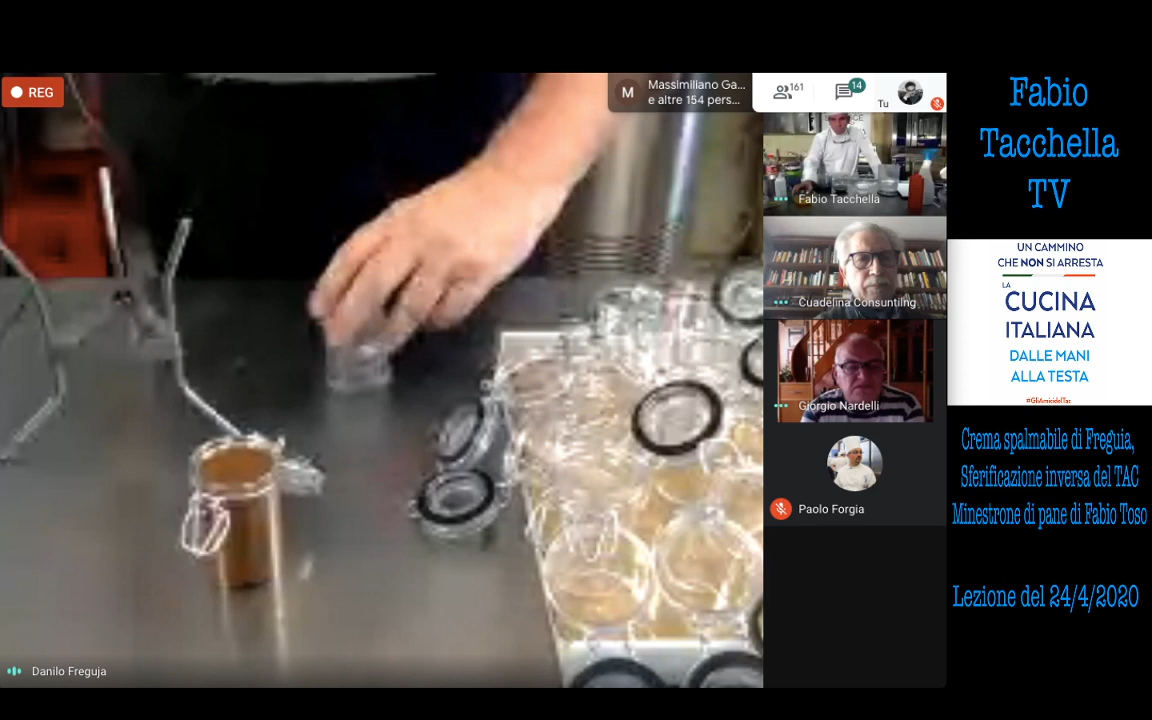 REG
M
Massimiliano Ga...
e altre 154 pers...
161
14
Tu
Fabio Tacchella
Cuadelina Consuntiing
Giorgio Nardelli
Paolo Forgia
Danilo Freguja
Fabio
Tacchella
TV
UN CAMMINO
CHE NON SI ARRESTA
LA
CUCINA
ITALIANA
DALLE MANI
ALLA TESTA
#GliAmicidelTac
Crema spalmabile di Freguia,
Sferificazione inversa del TAC
Minestrone di pane di Fabio Toso
Lezione del 24/4/2020